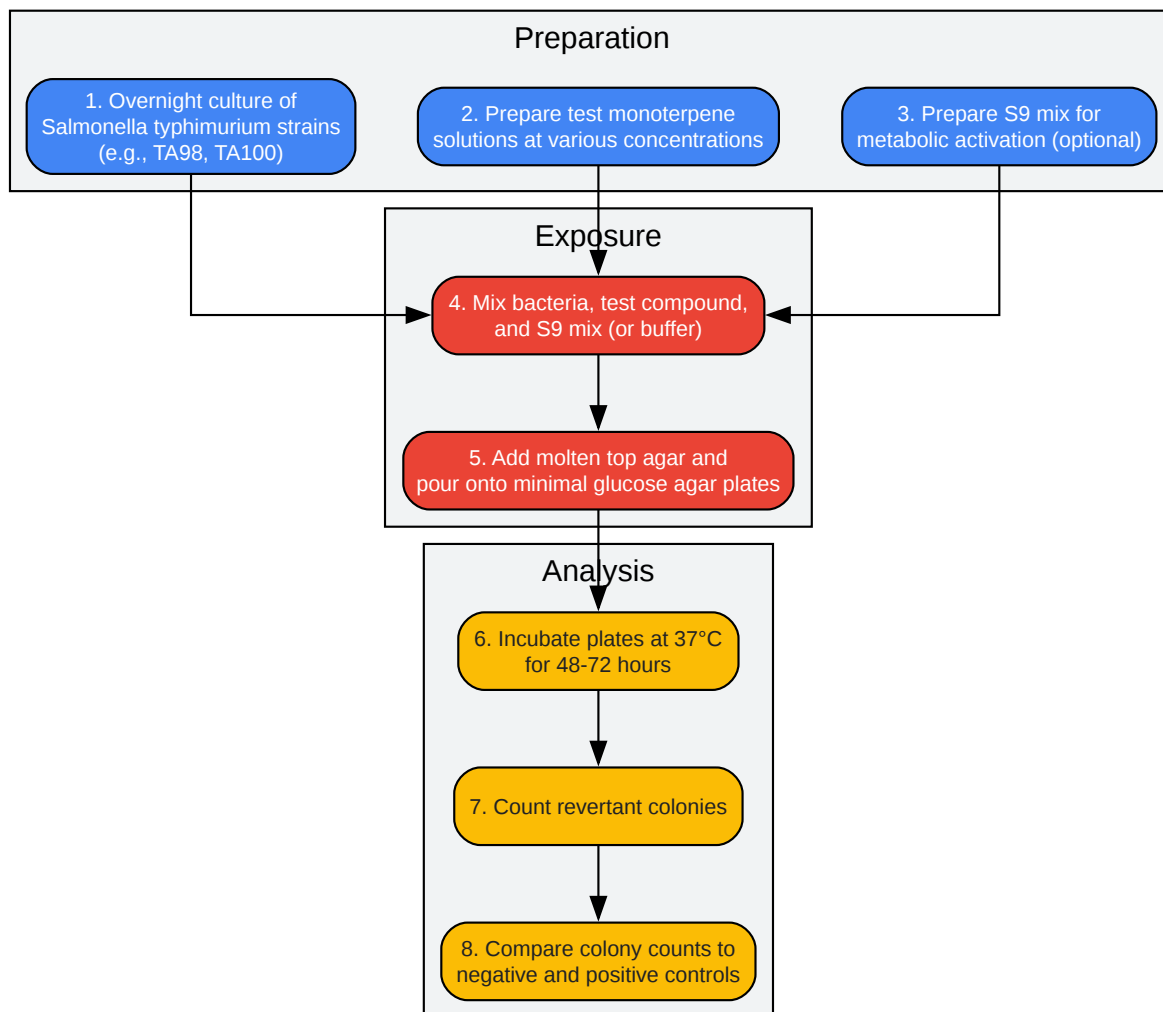 Preparation
1. Overnight culture of
Salmonella typhimurium strains
(e.g., TA98, TA100)
2. Prepare test monoterpene
solutions at various concentrations
3. Prepare S9 mix for
metabolic activation (optional)
Exposure
4. Mix bacteria, test compound,
and S9 mix (or buffer)
5. Add molten top agar and
pour onto minimal glucose agar plates
Analysis
6. Incubate plates at 37°C
for 48-72 hours
7. Count revertant colonies
8. Compare colony counts to
negative and positive controls